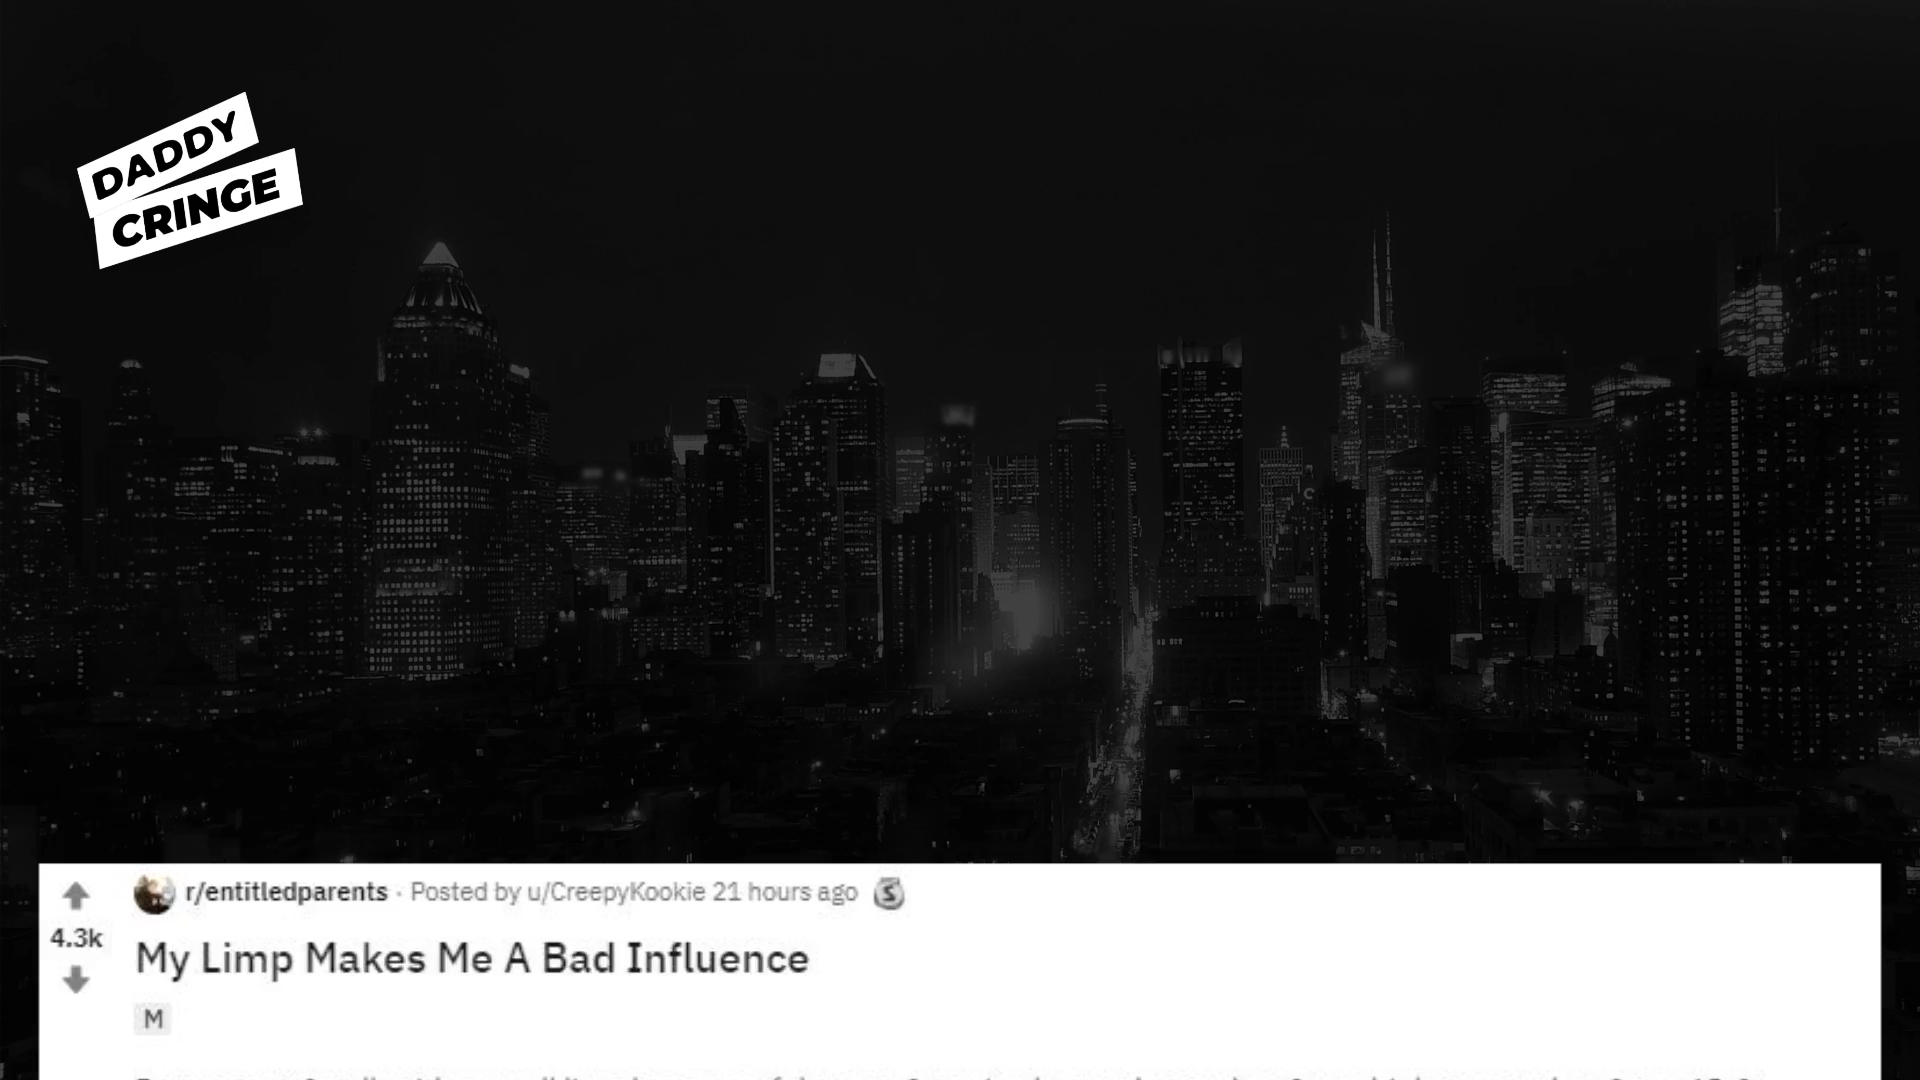 DADDY
CRINGE
r/entitledparents · Posted by u/CreepyKookie 21 hours ago
4.3k
My Limp Makes Me A Bad Influence
M